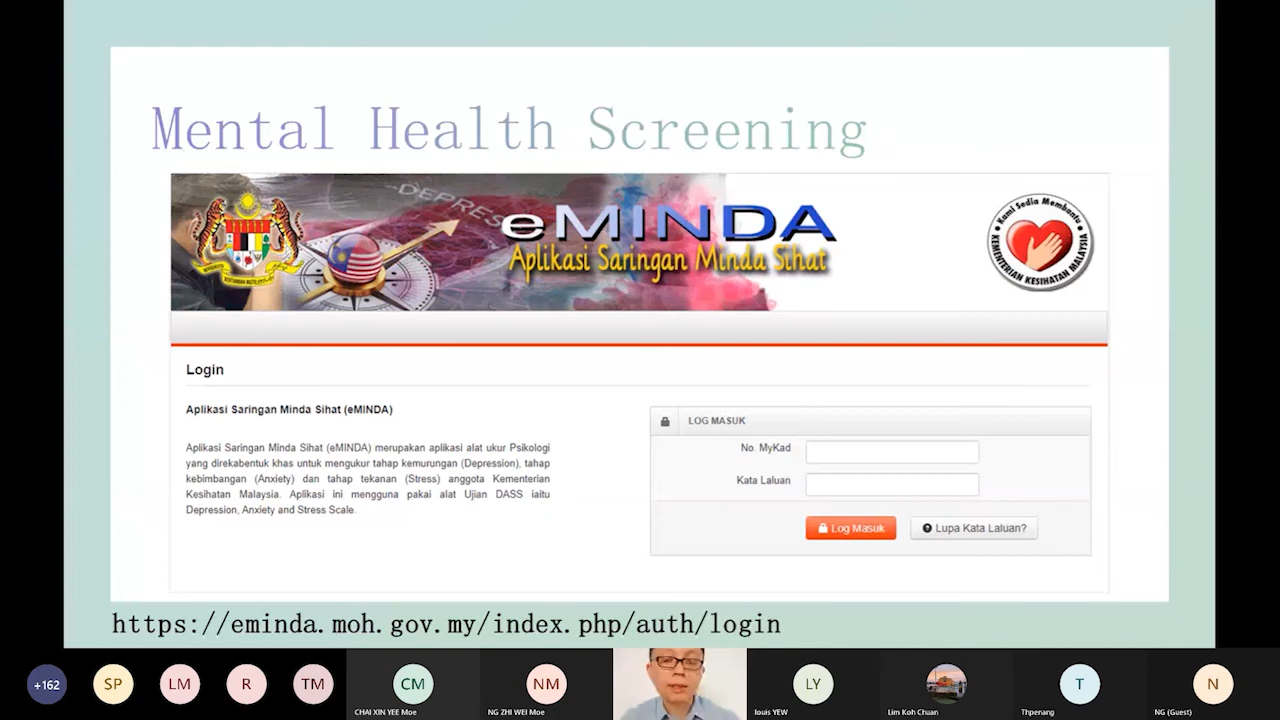 Mental Health Screening
DEPRES
eMINDA
Aplikasi Saringan Minda Sihat
Kami Sedia Membantu
KEMENTERIAN KESIHATAN MALAYSIA
Login
Aplikasi Saringan Minda Sihat (eMINDA)
Aplikasi Saringan Minda Sihat (eMINDA) merupakan aplikasi alat ukur Psikologi
yang direkabentuk khas untuk mengukur tahap kemurungan (Depression), tahap
kebimbangan (Anxiety) dan tahap tekanan (Stress) anggota Kementerian
Kesihatan Malaysia. Aplikasi ini mengguna pakai alat Ujian DASS iaitu
Depression, Anxiety and Stress Scale.
LOG MASUK
No. MyKad
Kata Laluan
Log Masuk
Lupa Kata Laluan?
https://eminda.moh.gov.my/index.php/auth/login
+162
SP
LM
R
TM
CM
CHAI XIN YEE Moe
NM
NG ZHI WEI Moe
LY
louis YEW
Lim Koh Chuan
T
Thpenang
N
NG (Guest)